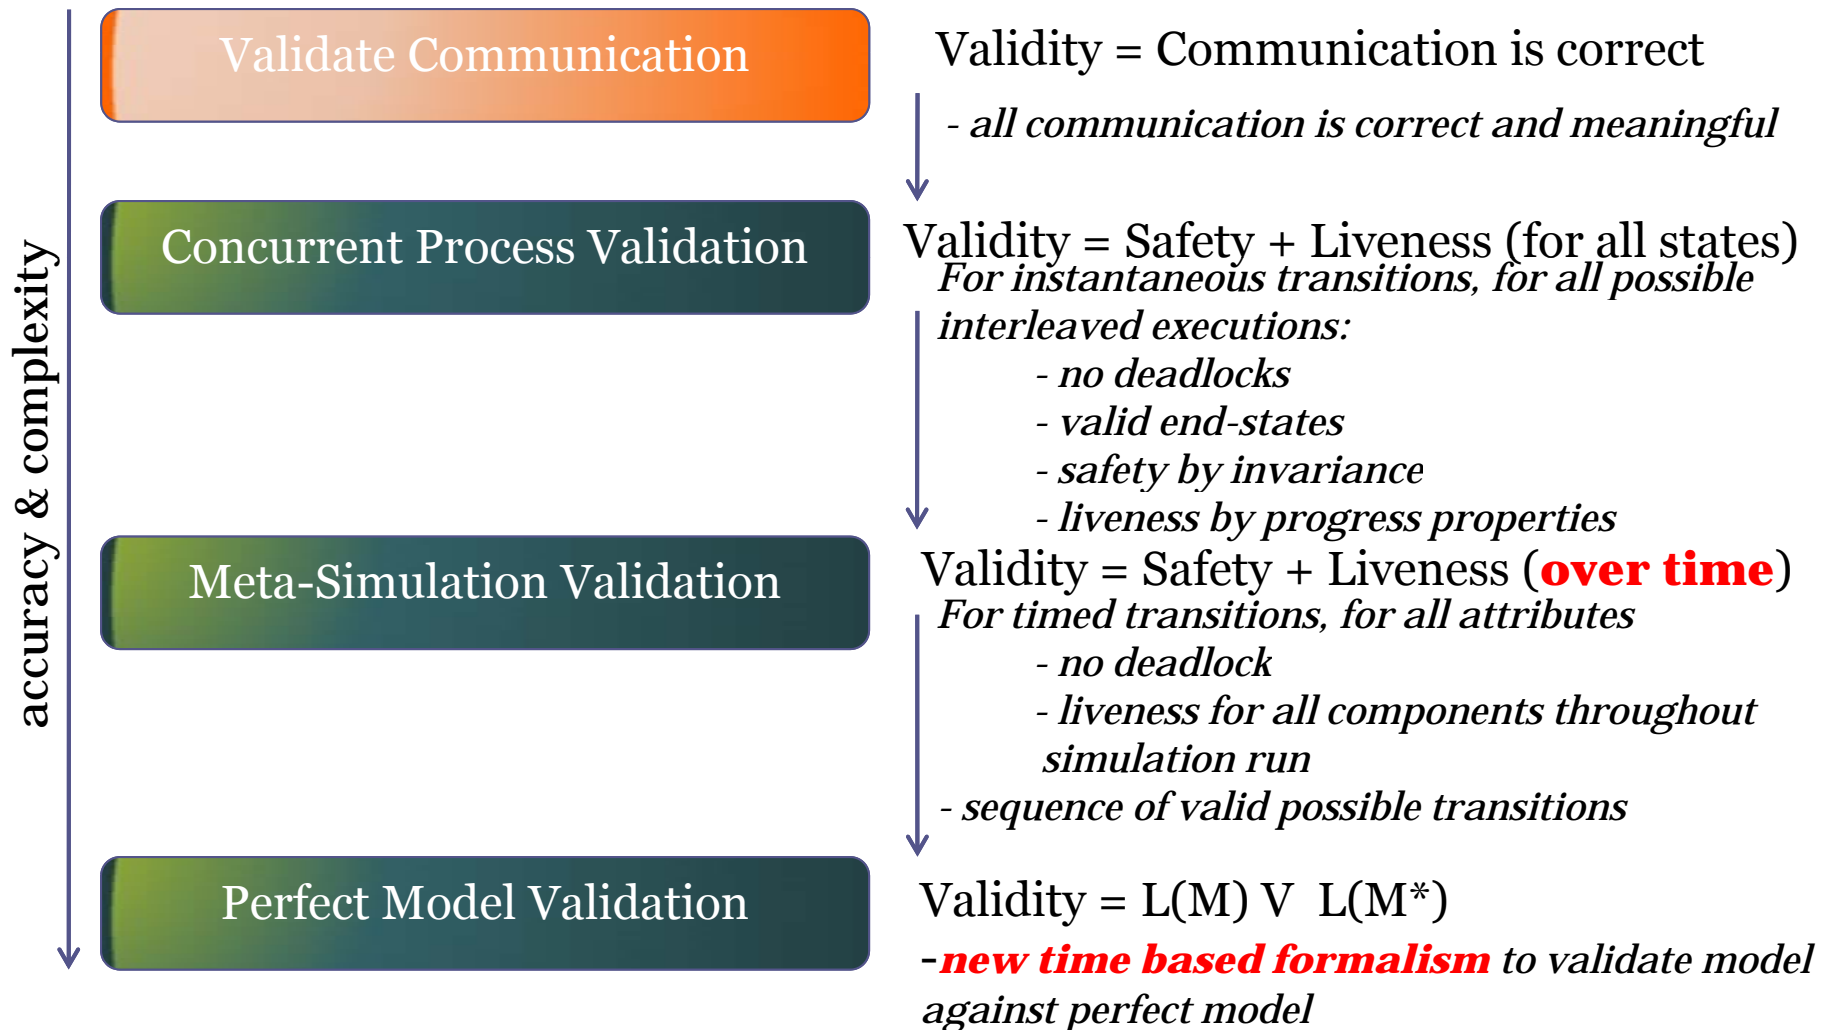 Validate Communication
Validity = Communication is correct
- all communication is correct and meaningful
Concurrent Process Validation
Validity = Safety + Liveness (for all states)
For instantaneous transitions, for all possible
interleaved executions:
- no deadlocks
- valid end-states
- safety by invariance
- liveness by progress properties
Meta-Simulation Validation
Validity = Safety + Liveness (over time)
For timed transitions, for all attributes
- no deadlock
- liveness for all components throughout
simulation run
- sequence of valid possible transitions
Perfect Model Validation
Validity = L(M) V L(M*)
-new time based formalism to validate model
against perfect model
accuracy & complexity